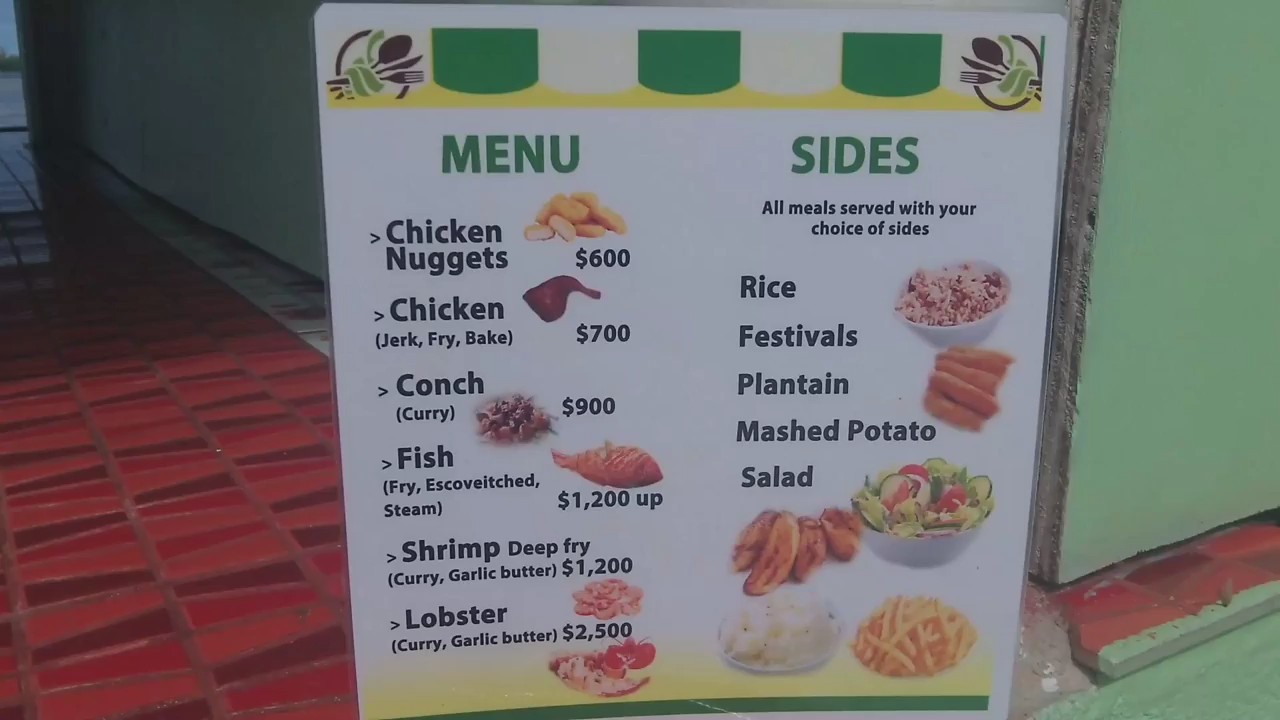 MENU
> Chicken
Nuggets
$600
> Chicken
(Jerk, Fry, Bake)
$700
> Conch
(Curry)
$900
> Fish
(Fry, Escoveitched,
Steam)
$1,200 up
> Shrimp Deep fry
(Curry, Garlic butter) $1,200
> Lobster
(Curry, Garlic butter) $2,500
SIDES
All meals served with your
choice of sides
Rice
Festivals
Plantain
Mashed Potato
Salad